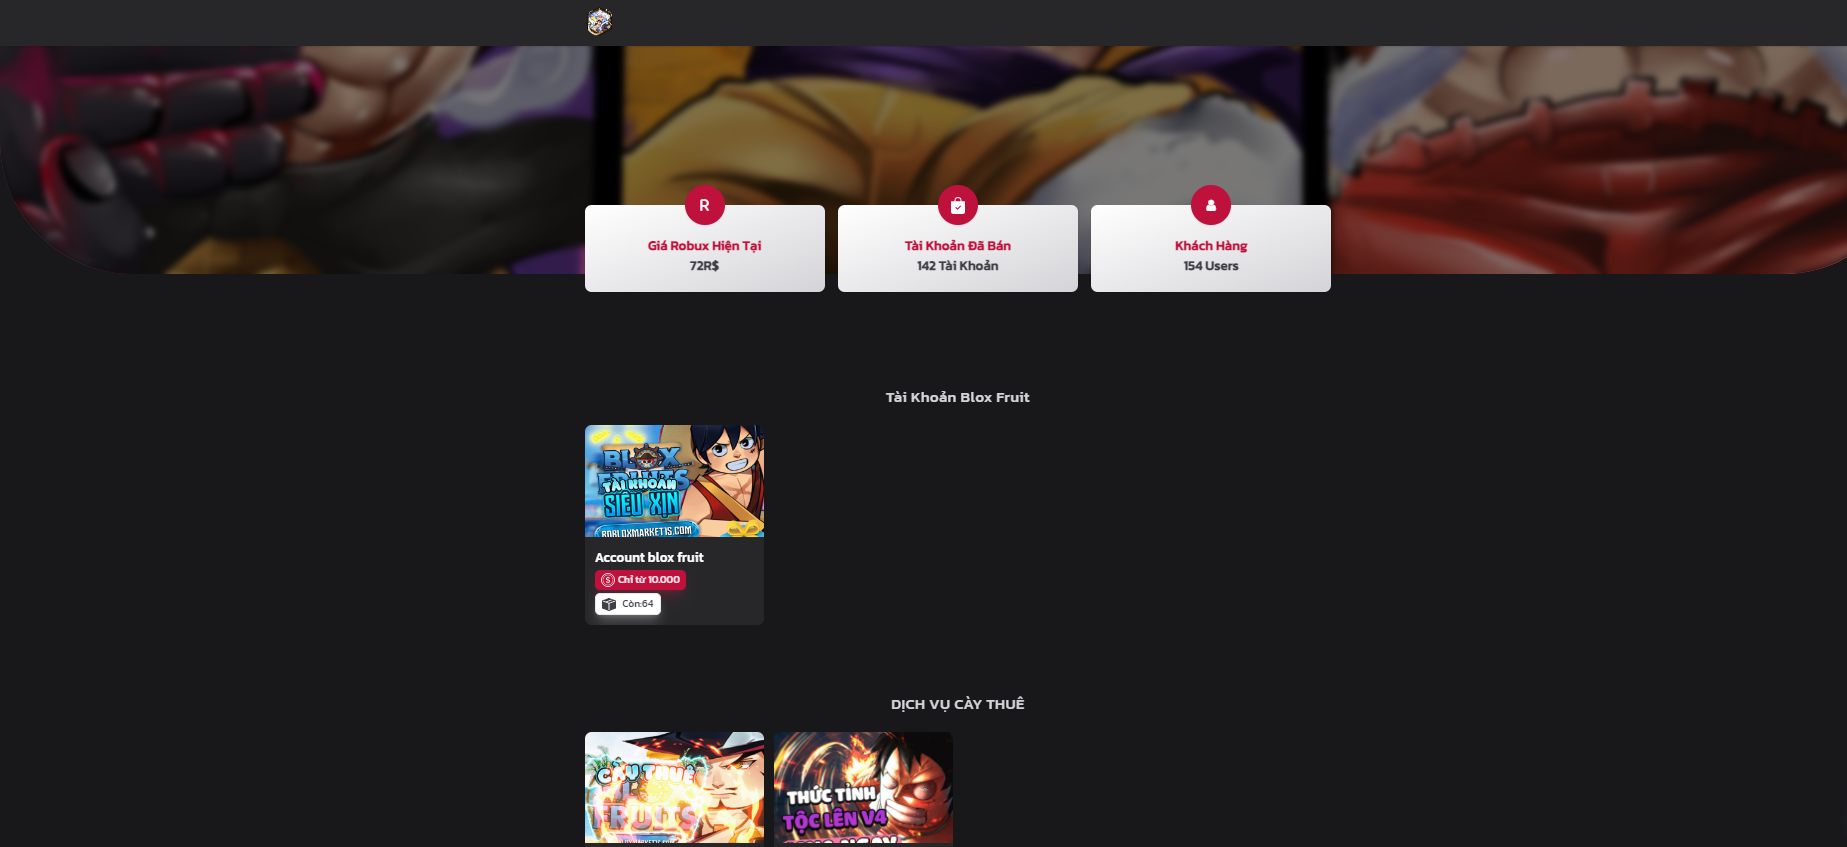 R
Giá Robux Hiện Tại
72R$
Tài Khoản Đã Bán
142 Tài Khoản
Khách Hàng
154 Users
Tài Khoản Blox Fruit
BLOX
FRUITS
TÀI KHOẢN
SIÊU XỊN
ROBLOXMARKET1S.COM
Account blox fruit
Chỉ từ 10.000
Còn:64
DỊCH VỤ CÀY THUÊ
CÀY THUÊ
FRUITS
THỨC TỈNH
TỘC LÊN V4